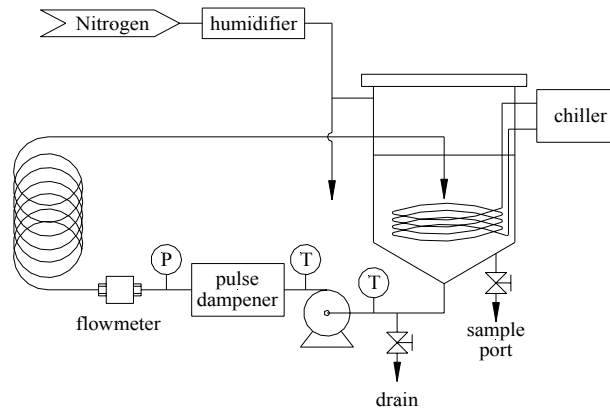 Nitrogen
humidifier
chiller
P
T
T
pulse
dampener
flowmeter
sample
port
drain